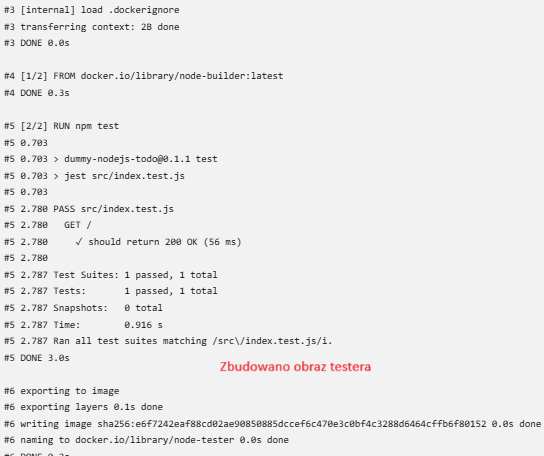 #3 [internal] load .dockerignore
#3 transferring context: 2B done
#3 DONE 0.0s
#4 [1/2] FROM docker.io/library/node-builder:latest
#4 DONE 0.3s
#5 [2/2] RUN npm test
#5 0.703
#5 0.703 > dummy-nodejs-todo@0.1.1 test
#5 0.703 > jest src/index.test.js
#5 0.703
#5 2.780 PASS src/index.test.js
#5 2.780   GET /
#5 2.780     √ should return 200 OK (56 ms)
#5 2.780
#5 2.787 Test Suites: 1 passed, 1 total
#5 2.787 Tests:       1 passed, 1 total
#5 2.787 Snapshots:   0 total
#5 2.787 Time:        0.916 s
#5 2.787 Ran all test suites matching /src\/index.test.js/i.
#5 DONE 3.0s
Zbudowano obraz testera
#6 exporting to image
#6 exporting layers 0.1s done
#6 writing image sha256:e6f7242eaf88cd02ae90850885dccef6c470e3c0bf4c3288d6464cffb6f80152 0.0s done
#6 naming to docker.io/library/node-tester 0.0s done
#6 DONE 0.2s